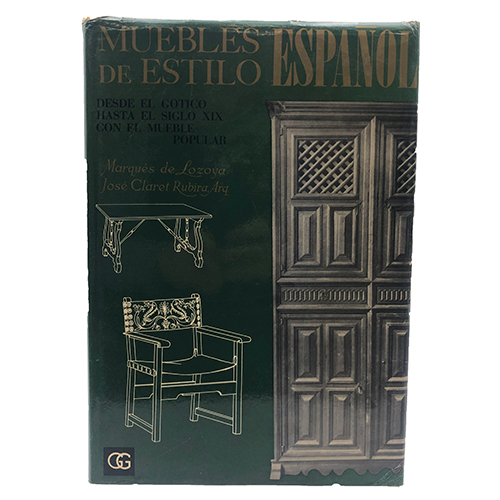 MUEBLES ESPAÑOL
DE ESTILO
DESDE EL GOTICO
HASTA EL SIGLO XIX
CON EL MUEBLE
POPULAR
Marqués de Lozoya
José Claret Rubira Arq
GG